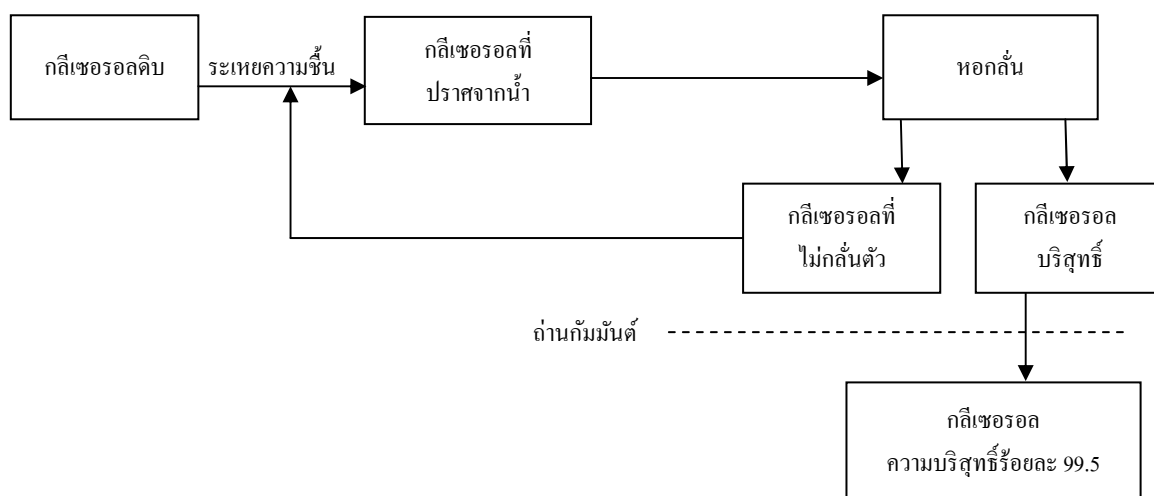 กลีเซอรอลดิบ
ระเหยความชื้น
กลีเซอรอลที่
ปราศจากน้ำ
หอกลั่น
กลีเซอรอลที่
ไม่กลั่นตัว
กลีเซอรอล
บริสุทธิ์
ถ่านกัมมันต์
กลีเซอรอล
ความบริสุทธิ์ร้อยละ 99.5